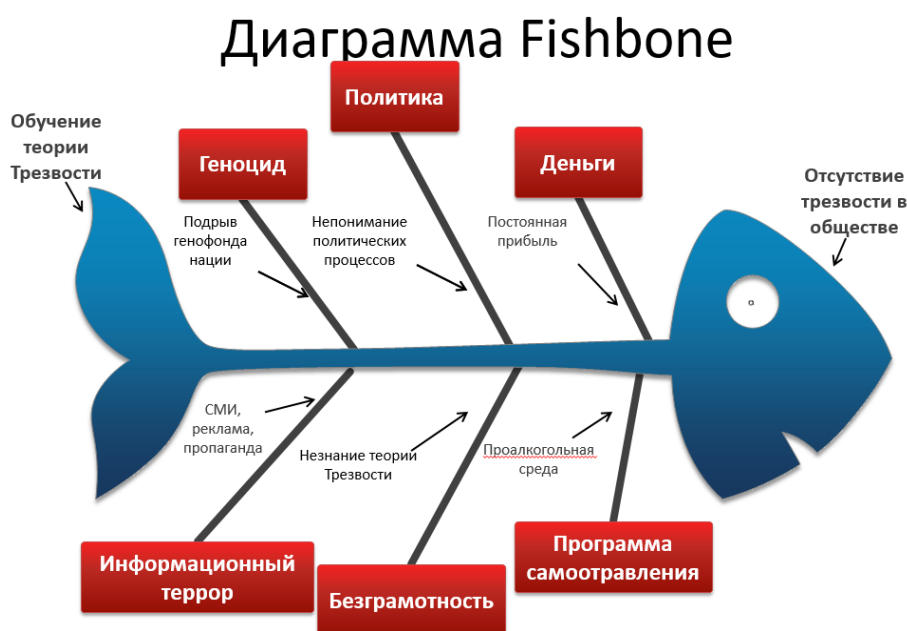 Диаграмма Fishbone
Политика
Обучение
теории
Трезвости
Геноцид
Деньги
Отсутствие
трезвости в
обществе
Подрыв
генофонда
нации
Непонимание
политических
процессов
Постоянная
прибыль
СМИ,
реклама,
пропаганда
Незнание теории
Трезвости
Проалкогольная
среда
Информационный
террор
Безграмотность
Программа
самоотравления